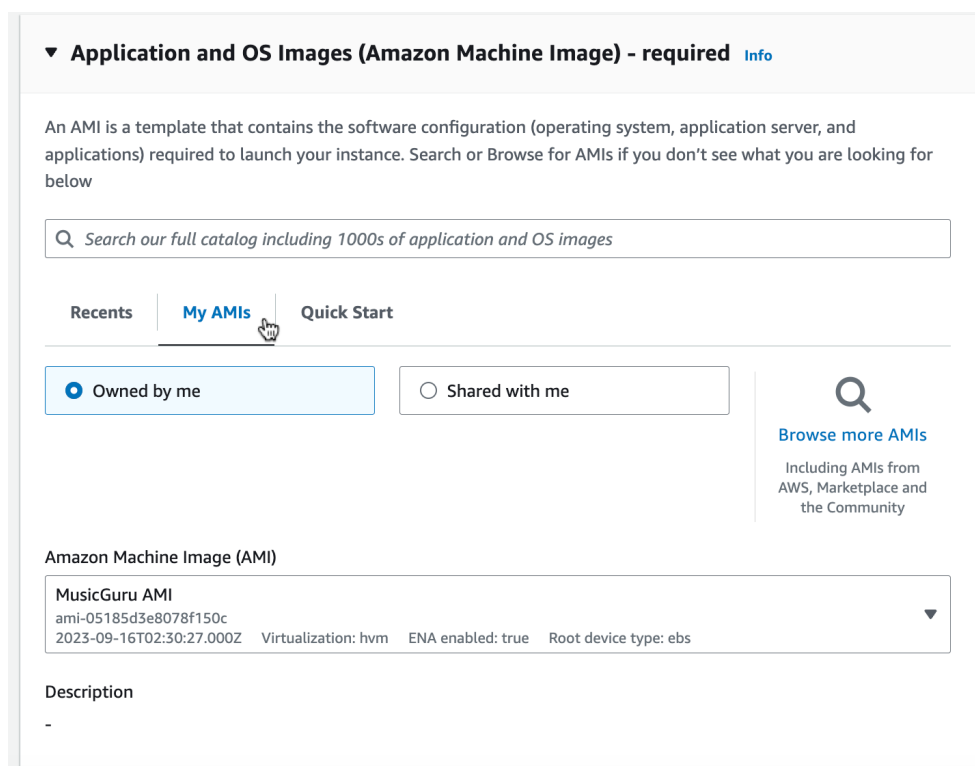 Application and OS Images (Amazon Machine Image) - required Info
An AMI is a template that contains the software configuration (operating system, application server, and
applications) required to launch your instance. Search or Browse for AMIs if you don’t see what you are looking for
below
Search our full catalog including 1000s of application and OS images
Recents My AMIs Quick Start
Owned by me Shared with me
Browse more AMIs
Including AMIs from
AWS, Marketplace and
the Community
Amazon Machine Image (AMI)
MusicGuru AMI
ami-05185d3e8078f150c
2023-09-16T02:30:27.000Z Virtualization: hvm ENA enabled: true Root device type: ebs
Description
-